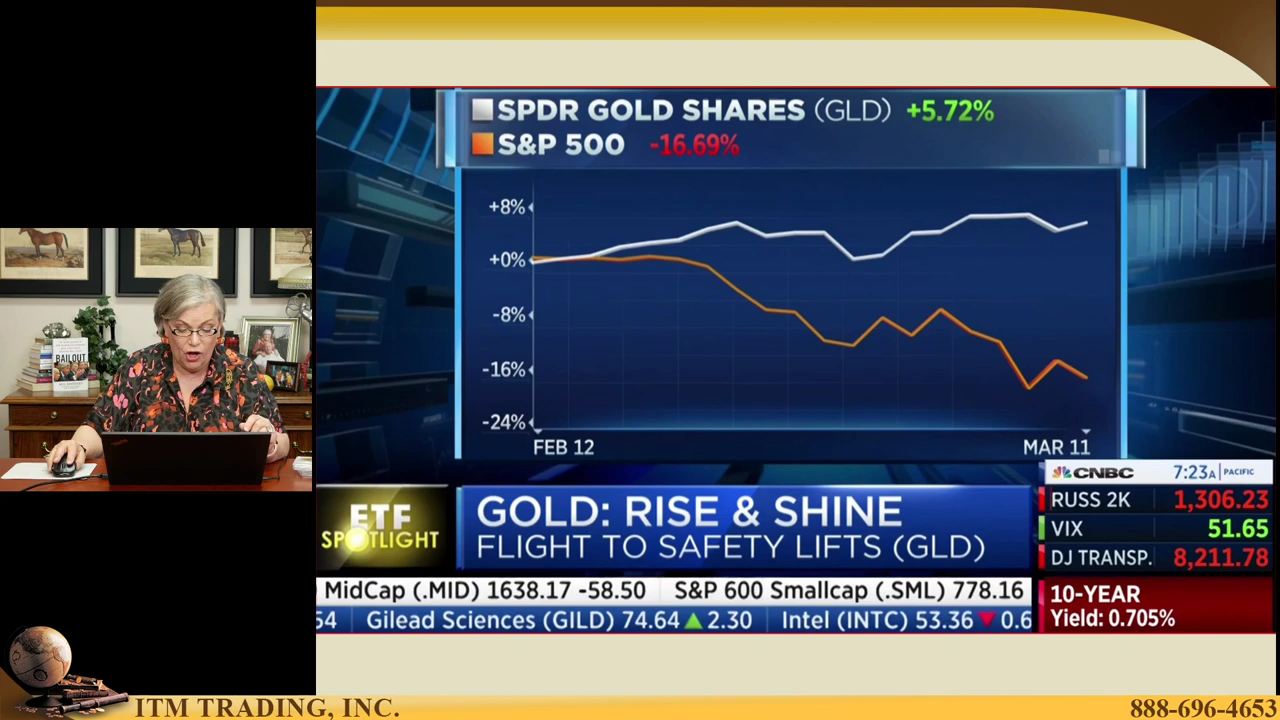 SPDR GOLD SHARES (GLD) +5.72%
S&P 500 -16.69%
+8%
+0%
-8%
-16%
-24%
FEB 12
MAR 11
BAILOUT
CNBC 7:23A PACIFIC
ETF
SPOTLIGHT
GOLD: RISE & SHINE
FLIGHT TO SAFETY LIFTS (GLD)
RUSS 2K 1,306.23
VIX 51.65
DJ TRANSP. 8,211.78
MidCap (.MID) 1638.17 -58.50 S&P 600 Smallcap (.SML) 778.16
54 Gilead Sciences (GILD) 74.64 ▲ 2.30 Intel (INTC) 53.36 ▼ 0.6
10-YEAR
Yield: 0.705%
ITM TRADING, INC.
888-696-4653